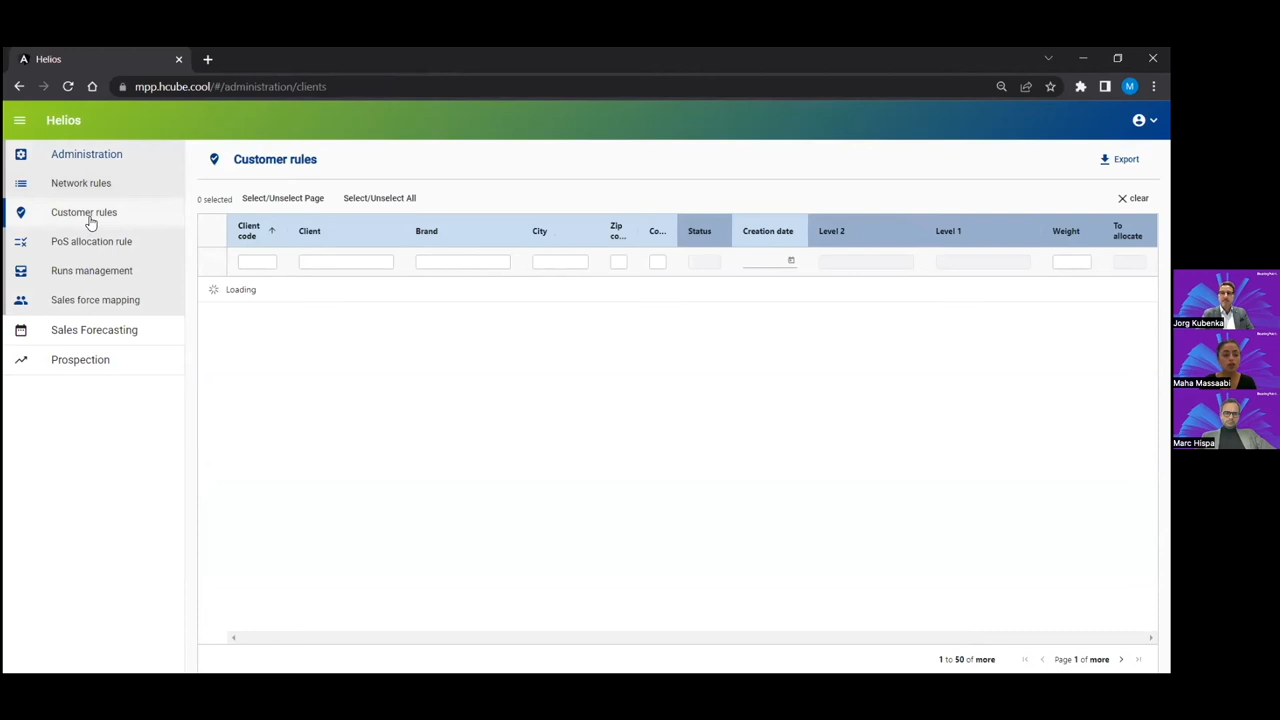 Helios
mpp.hcube.cool/#/administration/clients
M
Helios
Administration
Network rules
Customer rules
PoS allocation rule
Runs management
Sales force mapping
Sales Forecasting
Prospection
Customer rules
Export
0 selected
Select/Unselect Page
Select/Unselect All
clear
Client
code
Client
Brand
City
Zip
co...
Co...
Status
Creation date
Level 2
Level 1
Weight
To
allocate
Loading
1 to 50 of more
Page 1 of more
BearingPoint
Jorg Kubenka
BearingPoint
Maha Massaabi
BearingPoint
Marc Hispa